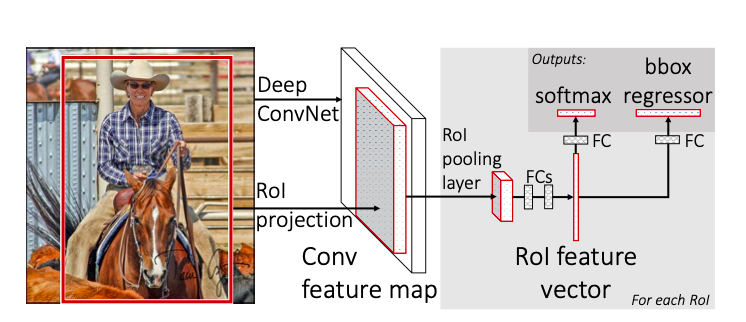 Deep
ConvNet
RoI
projection
Conv
feature map
RoI
pooling
layer
FCs
RoI feature
vector
Outputs:
softmax
bbox
regressor
FC
FC
For each RoI